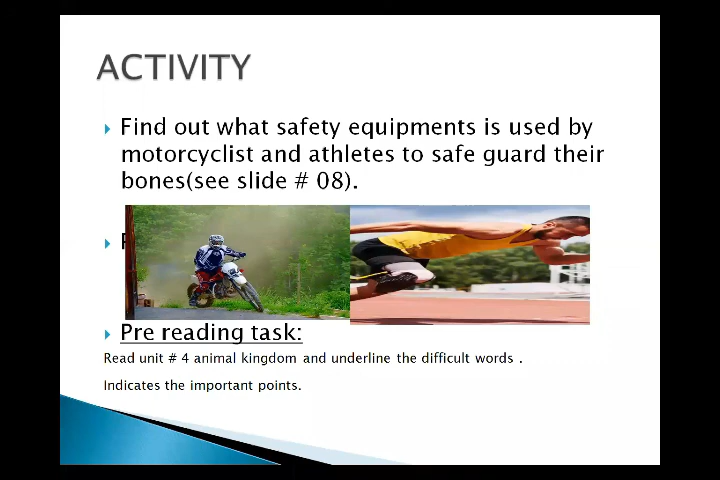 ACTIVITY
Find out what safety equipments is used by
motorcyclist and athletes to safe guard their
bones(see slide # 08).
Pre reading task:
Read unit # 4 animal kingdom and underline the difficult words .
Indicates the important points.